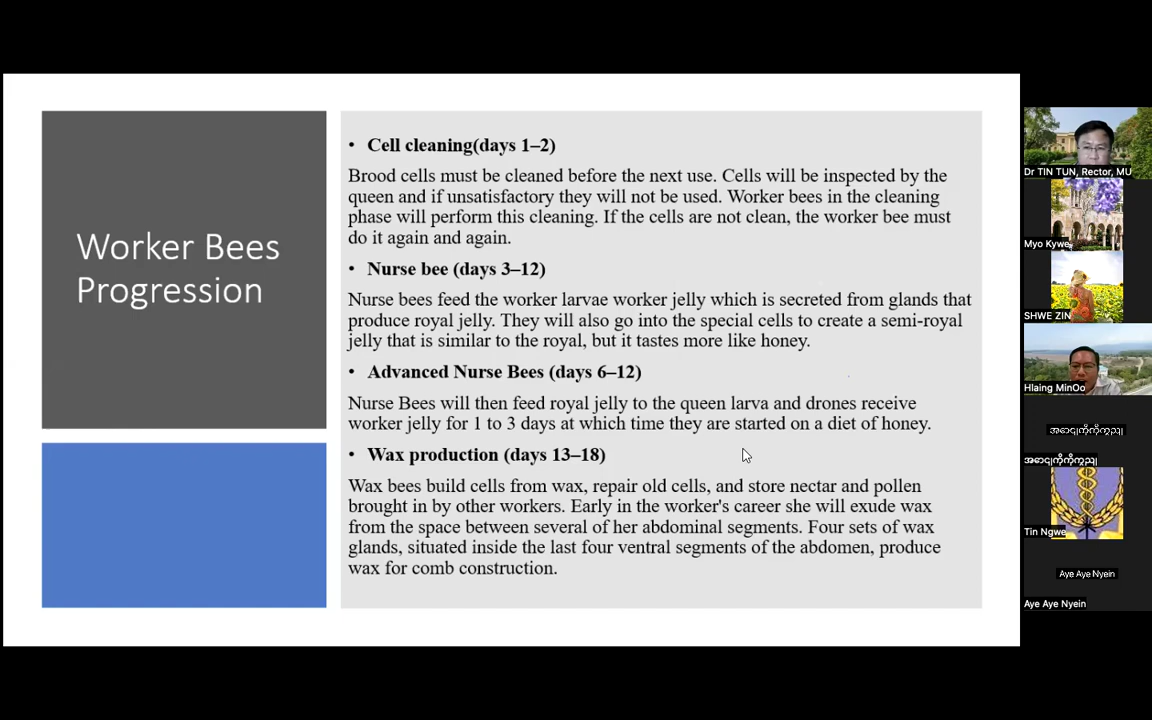 Worker Bees
Progression
• Cell cleaning(days 1–2)
Brood cells must be cleaned before the next use. Cells will be inspected by the
queen and if unsatisfactory they will not be used. Worker bees in the cleaning
phase will perform this cleaning. If the cells are not clean, the worker bee must
do it again and again.
• Nurse bee (days 3–12)
Nurse bees feed the worker larvae worker jelly which is secreted from glands that
produce royal jelly. They will also go into the special cells to create a semi-royal
jelly that is similar to the royal, but it tastes more like honey.
• Advanced Nurse Bees (days 6–12)
Nurse Bees will then feed royal jelly to the queen larva and drones receive
worker jelly for 1 to 3 days at which time they are started on a diet of honey.
• Wax production (days 13–18)
Wax bees build cells from wax, repair old cells, and store nectar and pollen
brought in by other workers. Early in the worker's career she will exude wax
from the space between several of her abdominal segments. Four sets of wax
glands, situated inside the last four ventral segments of the abdomen, produce
wax for comb construction.
Dr TIN TUN, Rector, MU
Myo Kywe
SHWE ZIN
Hlaing MinOo
Tin Ngwe
Aye Aye Nyein
Aye Aye Nyein